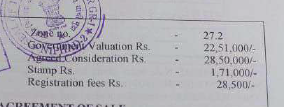 Zone no. - 27.2
Government Valuation Rs. - 22,51,000/-
Agreed Consideration Rs. - 28,50,000/-
Stamp Rs. - 1,71,000/-
Registration fees Rs. - 28,500/-
AGREEMENT OF SALE